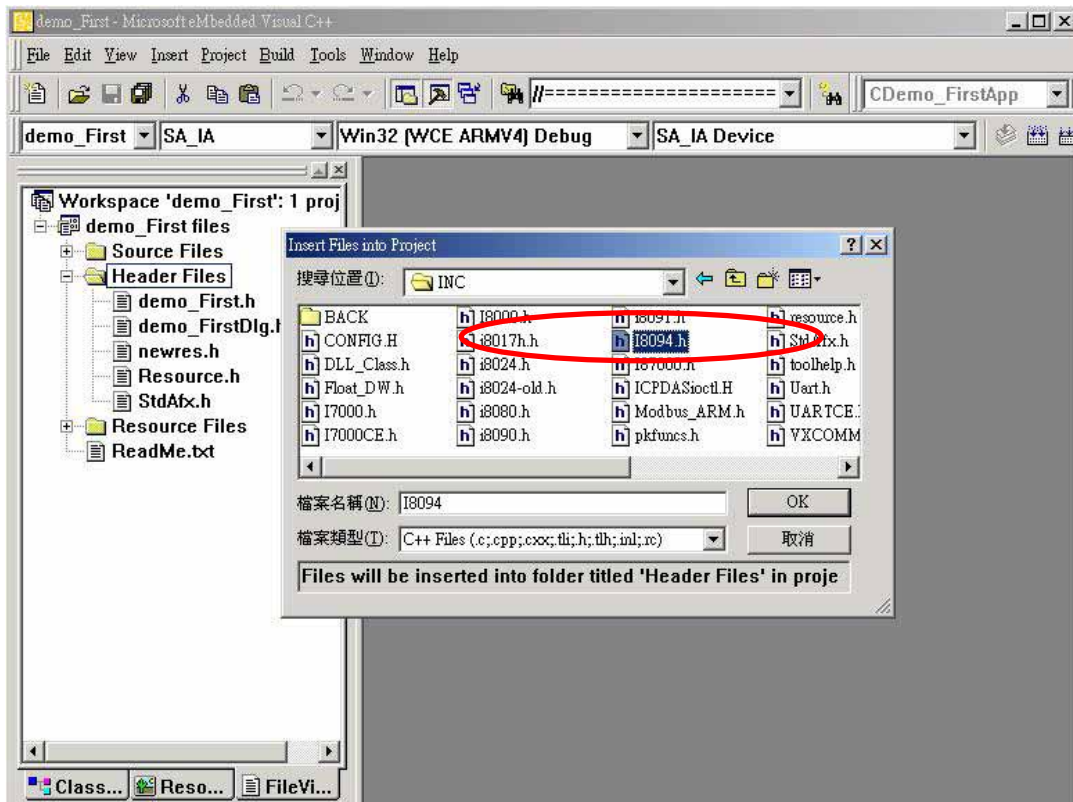 demo_First - Microsoft eMbedded Visual C++
File Edit View Insert Project Build Tools Window Help
//===================== CDemo_FirstApp
demo_First SA_IA Win32 (WCE ARMV4) Debug SA_IA Device
Workspace 'demo_First': 1 proj
demo_First files
Source Files
Header Files
demo_First.h
demo_FirstDlg.h
newres.h
Resource.h
StdAfx.h
Resource Files
ReadMe.txt
Class... Reso... FileVi...
Insert Files into Project
搜尋位置(I): INC
BACK I8000.h i8091.h resource.h
CONFIG.H i8017h.h I8094.h StdAfx.h
DLL_Class.h i8024.h I87000.h toolhelp.h
Float_DW.h i8024-old.h ICPDASioctl.H Uart.h
I7000.h i8080.h Modbus_ARM.h UARTCE.
I7000CE.h i8090.h pkfuncs.h VXCOMM
檔案名稱(N): I8094 OK
檔案類型(T): C++ Files (.c;.cpp;.cxx;.tli;.h;.tlh;.inl;.rc) 取消
Files will be inserted into folder titled 'Header Files' in proje